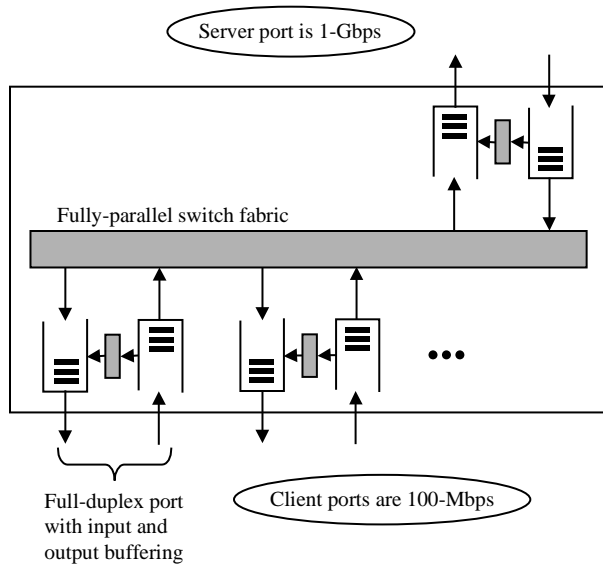 Server port is 1-Gbps
Fully-parallel switch fabric
Full-duplex port
with input and
output buffering
Client ports are 100-Mbps